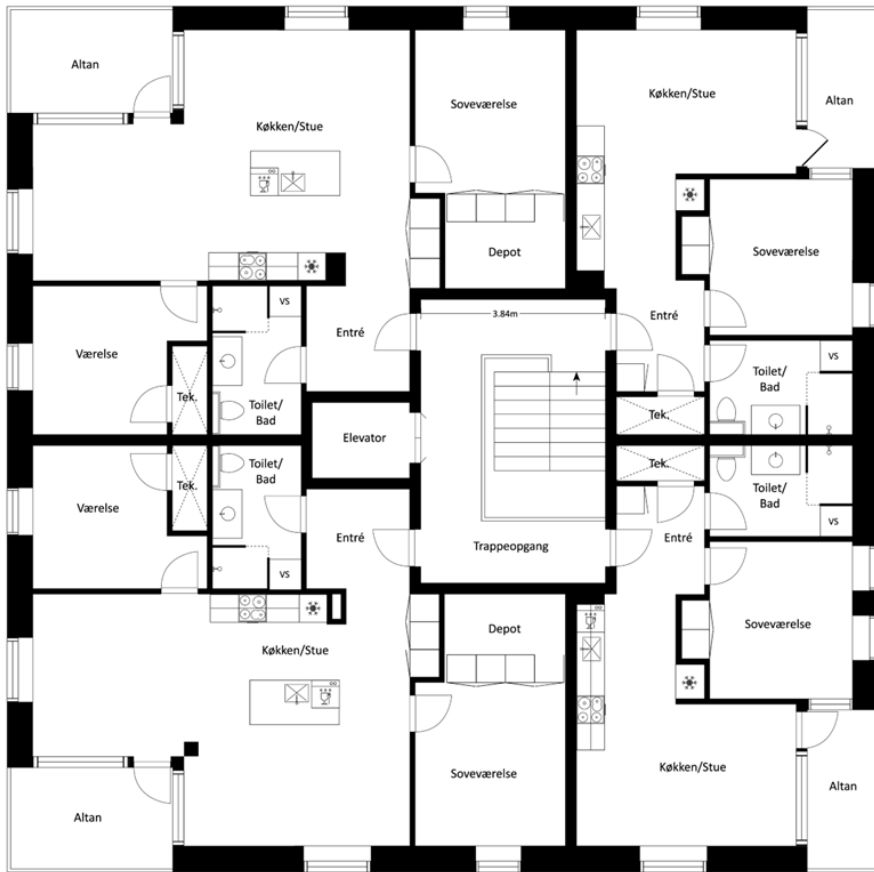 Altan
Køkken/Stue
Soveværelse
Køkken/Stue
Altan
Depot
Soveværelse
VS
3.84m
Værelse
Entré
Entré
Tek.
Toilet/
Bad
Toilet/
Bad
VS
Tek.
Elevator
Tek.
Toilet/
Bad
Tek.
Toilet/
Bad
VS
Værelse
Entré
Trappeopgang
Entré
VS
Køkken/Stue
Depot
Soveværelse
Soveværelse
Køkken/Stue
Altan
Altan